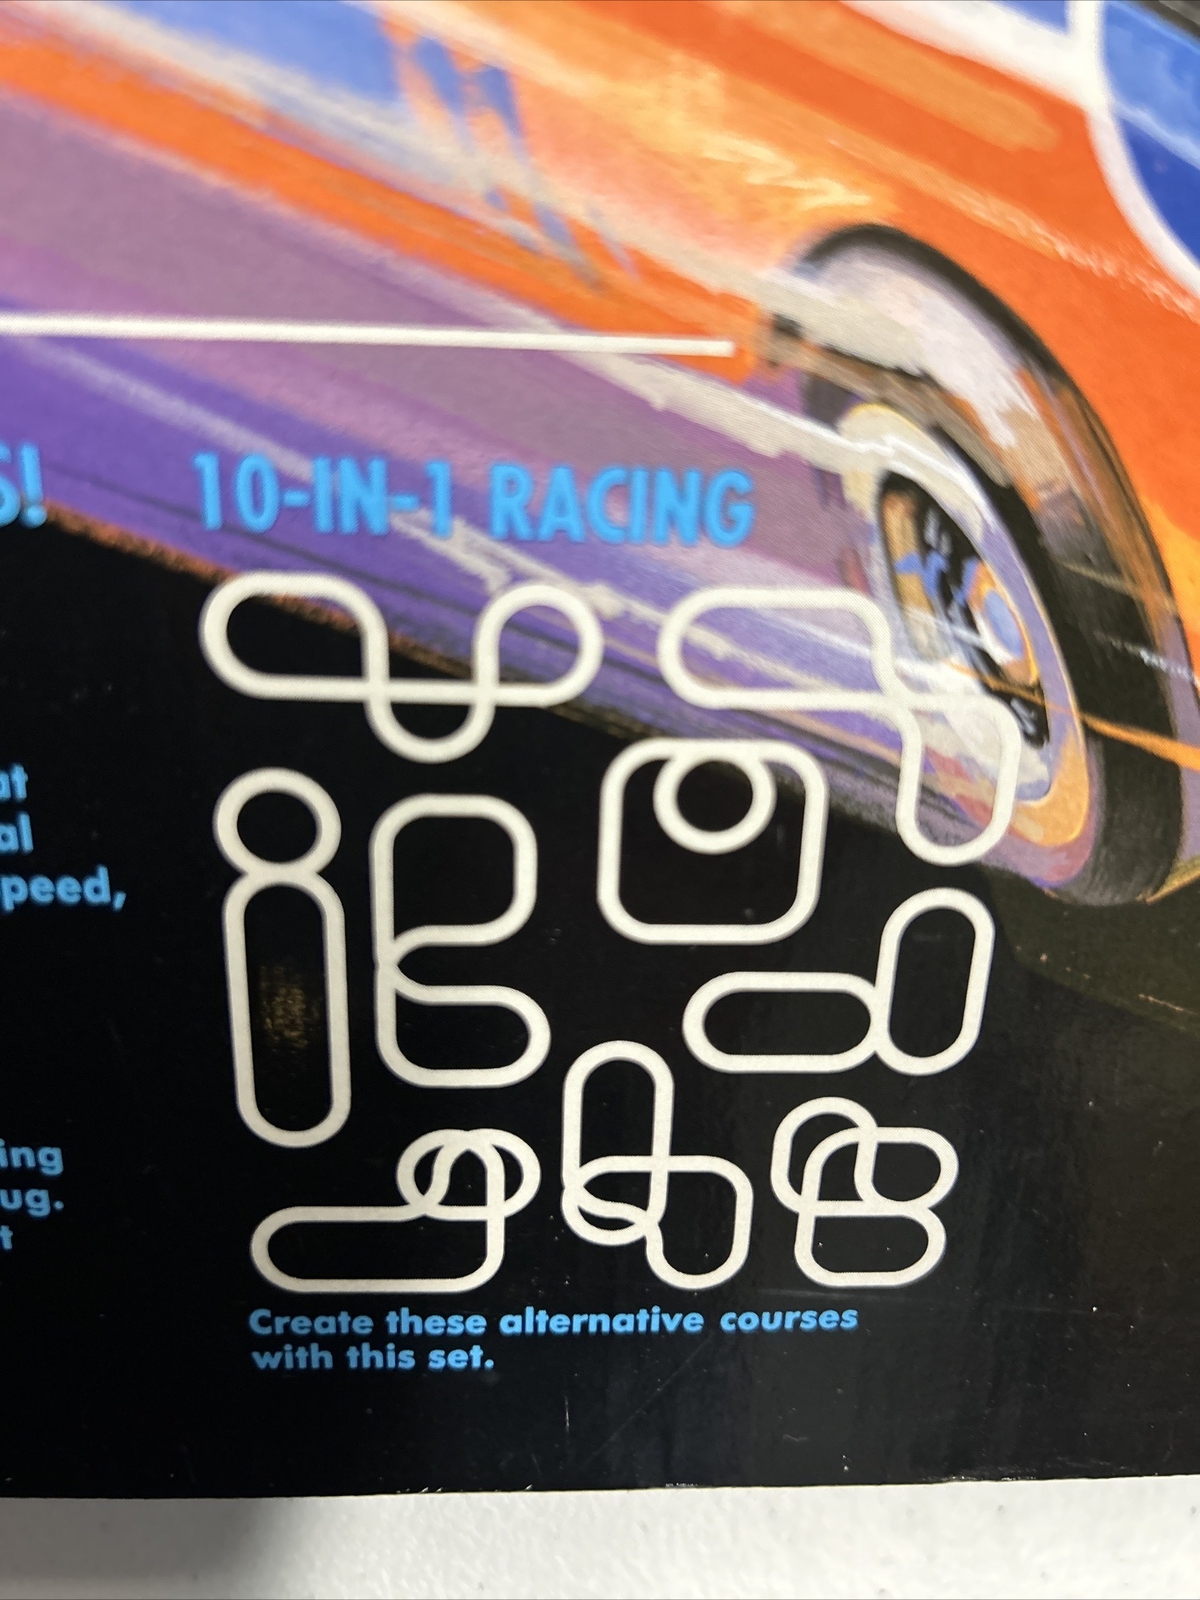 S!
10-IN-1 RACING
at
al
peed,
ing
ug.
t
Create these alternative courses
with this set.